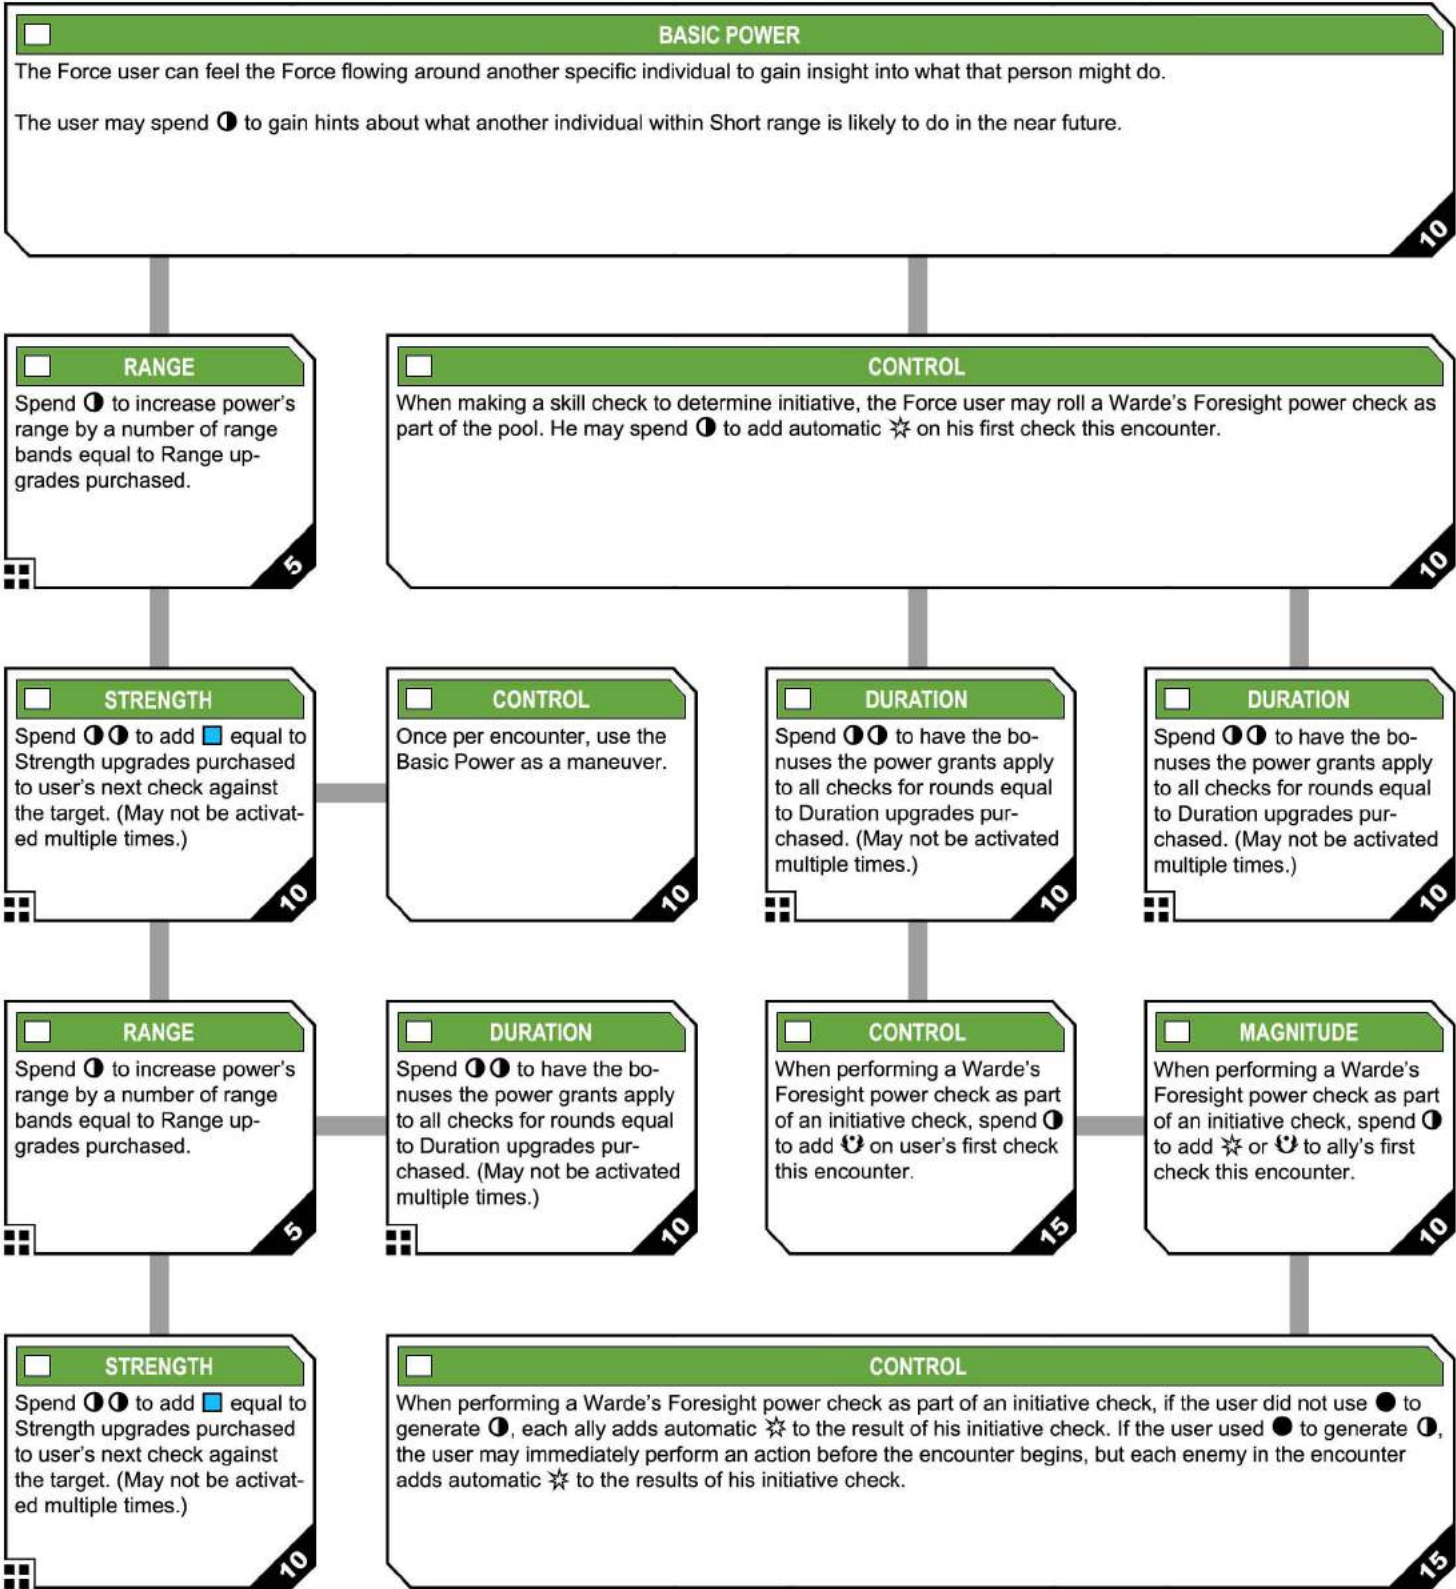 BASIC POWER
The Force user can feel the Force flowing around another specific individual to gain insight into what that person might do.
The user may spend ◑ to gain hints about what another individual within Short range is likely to do in the near future.
10
RANGE
Spend ◑ to increase power's
range by a number of range
bands equal to Range up-
grades purchased.
5
CONTROL
When making a skill check to determine initiative, the Force user may roll a Warde's Foresight power check as
part of the pool. He may spend ◑ to add automatic on his first check this encounter.
10
STRENGTH
Spend ◑◑ to add equal to
Strength upgrades purchased
to user's next check against
the target. (May not be activat-
ed multiple times.)
10
CONTROL
Once per encounter, use the
Basic Power as a maneuver.
10
DURATION
Spend ◑◑ to have the bo-
nuses the power grants apply
to all checks for rounds equal
to Duration upgrades pur-
chased. (May not be activated
multiple times.)
10
DURATION
Spend ◑◑ to have the bo-
nuses the power grants apply
to all checks for rounds equal
to Duration upgrades pur-
chased. (May not be activated
multiple times.)
10
RANGE
Spend ◑ to increase power's
range by a number of range
bands equal to Range up-
grades purchased.
5
DURATION
Spend ◑◑ to have the bo-
nuses the power grants apply
to all checks for rounds equal
to Duration upgrades pur-
chased. (May not be activated
multiple times.)
10
CONTROL
When performing a Warde's
Foresight power check as part
of an initiative check, spend ◑
to add on user's first check
this encounter.
15
MAGNITUDE
When performing a Warde's
Foresight power check as part
of an initiative check, spend ◑
to add or to ally's first
check this encounter.
10
STRENGTH
Spend ◑◑ to add equal to
Strength upgrades purchased
to user's next check against
the target. (May not be activat-
ed multiple times.)
10
CONTROL
When performing a Warde's Foresight power check as part of an initiative check, if the user did not use ● to
generate ◑, each ally adds automatic to the result of his initiative check. If the user used ● to generate ◑,
the user may immediately perform an action before the encounter begins, but each enemy in the encounter
adds automatic to the results of his initiative check.
15